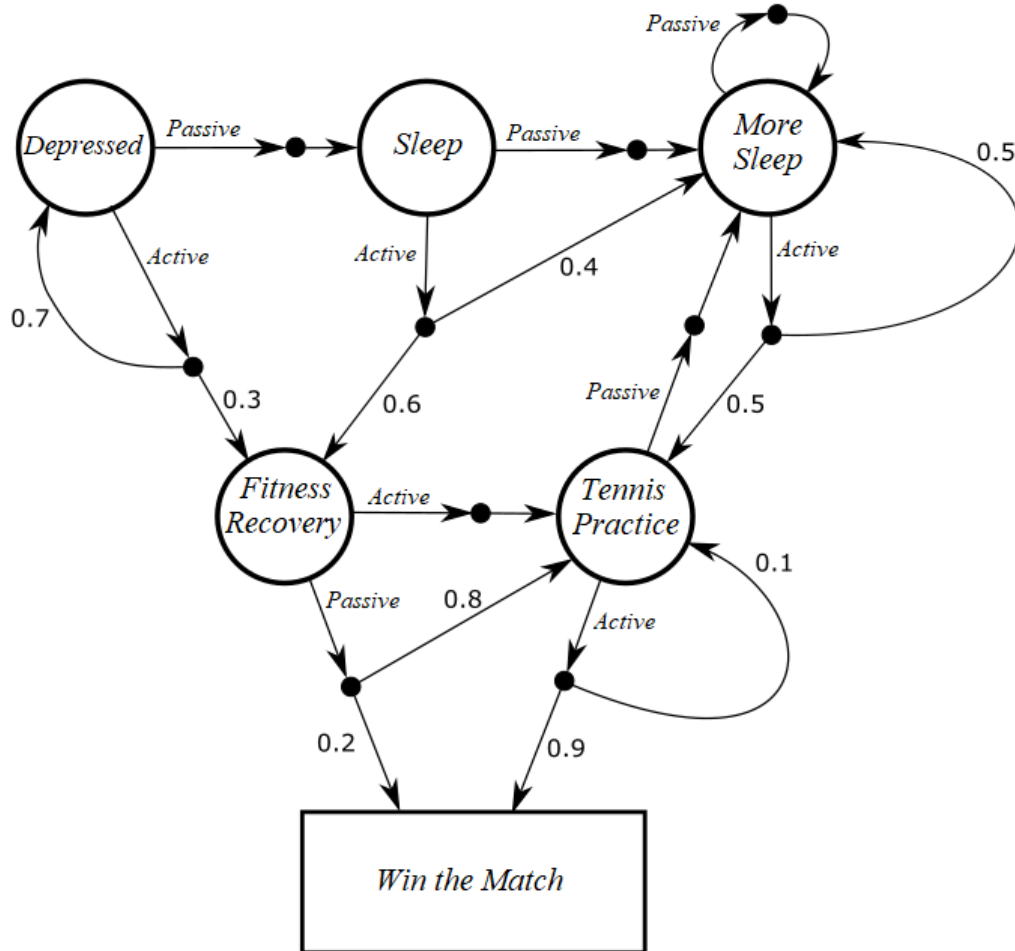 Passive
Depressed
Passive
Sleep
Passive
More
Sleep
0.5
Active
Active
Active
0.4
0.7
0.3
0.6
Passive
0.5
Fitness
Recovery
Active
Tennis
Practice
0.1
Passive
0.8
Active
0.2
0.9
Win the Match